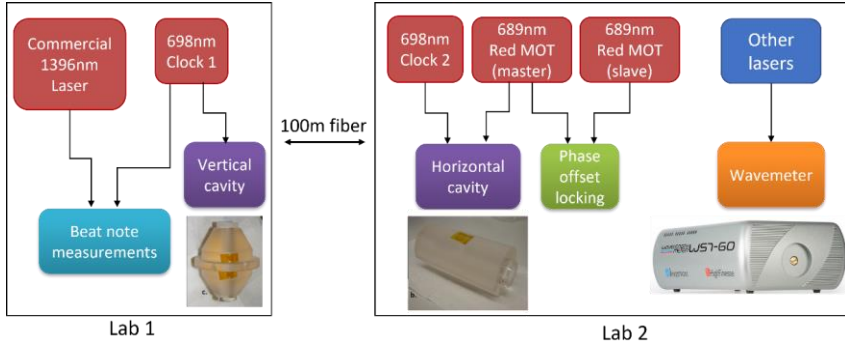 Commercial
1396nm
Laser
698nm
Clock 1
Vertical
cavity
Beat note
measurements
c.
Lab 1
100m fiber
698nm
Clock 2
689nm
Red MOT
(master)
689nm
Red MOT
(slave)
Other
lasers
Horizontal
cavity
Phase
offset
locking
Wavemeter
b.
WS7-60
HighFinesse
Lab 2